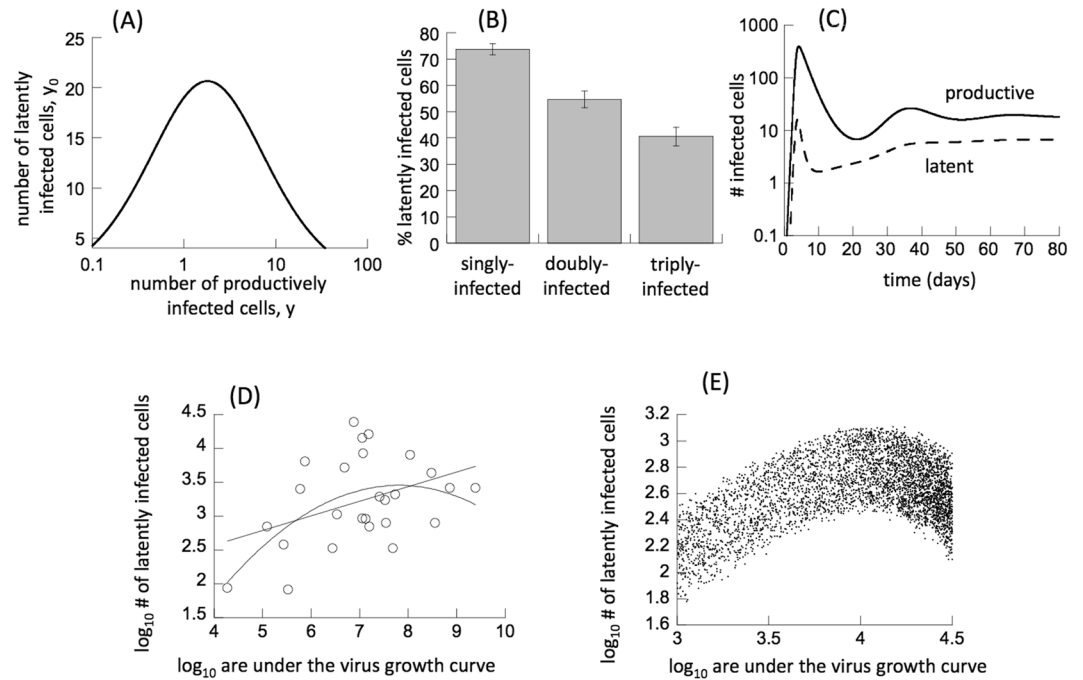 (A)
number of latently
infected cells, y₀
25
20
15
10
5
0.1
1
10
100
number of productively
infected cells, y
(B)
% latently infected cells
80
70
60
50
40
30
20
10
0
singly-
infected
doubly-
infected
triply-
infected
(C)
# infected cells
1000
100
10
1
0.1
productive
latent
0
10
20
30
40
50
60
70
80
time (days)
(D)
log₁₀ # of latently infected cells
4.5
4
3.5
3
2.5
2
1.5
4
5
6
7
8
9
10
log₁₀ are under the virus growth curve
(E)
log₁₀ # of latently infected cells
3.2
3
2.8
2.6
2.4
2.2
2
1.8
1.6
3
3.5
4
4.5
log₁₀ are under the virus growth curve